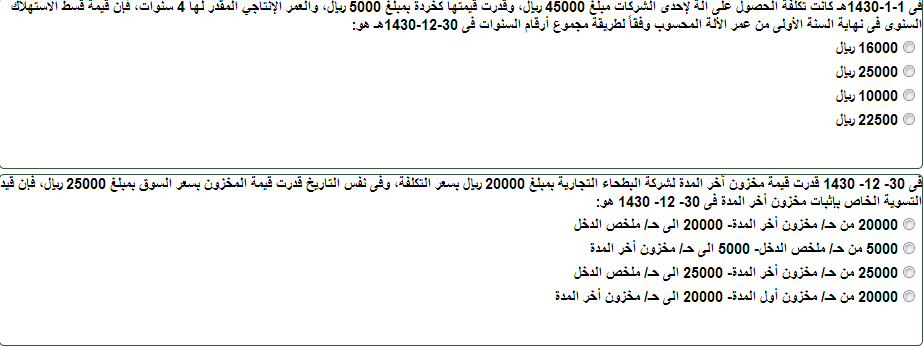 فى 1-1-1430هـ كانت تكلفة الحصول على آلة لإحدى الشركات مبلغ 45000 ريال، وقدرت قيمتها كخردة بمبلغ 5000 ريال، والعمر الإنتاجي المقدر لها 4 سنوات، فإن قيمة قسط الاستهلاك
السنوى فى نهاية السنة الأولى من عمر الآلة المحسوب وفقاً لطريقة مجموع أرقام السنوات فى 30-12-1430هـ هو:
16000 ريال
25000 ريال
10000 ريال
22500 ريال
فى 30- 12- 1430 قدرت قيمة مخزون آخر المدة لشركة البطحاء التجارية بمبلغ 20000 ريال بسعر التكلفة، وفى نفس التاريخ قدرت قيمة المخزون بسعر السوق بمبلغ 25000 ريال، فإن قيد
التسوية الخاص بإثبات مخزون أخر المدة فى 30- 12- 1430 هو:
20000 من حـ/ مخزون أخر المدة- 20000 الى حـ/ ملخص الدخل
5000 من حـ/ ملخص الدخل- 5000 الى حـ/ مخزون أخر المدة
25000 من حـ/ مخزون أخر المدة- 25000 الى حـ/ ملخص الدخل
20000 من حـ/ مخزون أول المدة- 20000 الى حـ/ مخزون أخر المدة